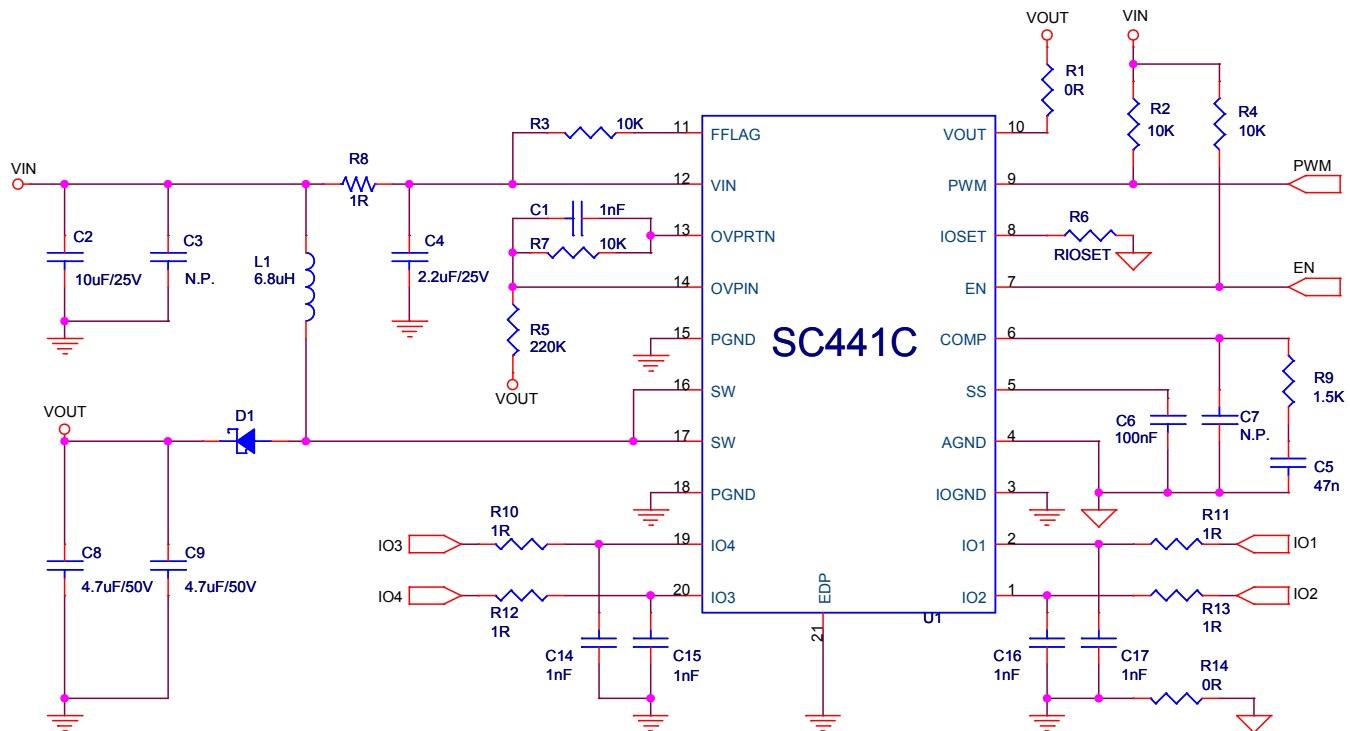 VOUT
VIN
R1
0R
R2
10K
R4
10K
R3
10K
11
FFLAG
VOUT
10
VIN
R8
1R
12
VIN
PWM
9
PWM
C1
1nF
R7
10K
13
OVPRTN
IOSET
8
R6
RIOSET
C2
10uF/25V
C3
N.P.
L1
6.8uH
C4
2.2uF/25V
14
OVPIN
EN
7
EN
R5
220K
VOUT
15
PGND
SC441C
COMP
6
16
SW
SS
5
R9
1.5K
VOUT
D1
17
SW
AGND
4
C6
100nF
C7
N.P.
C5
47n
18
PGND
IOGND
3
IO3
R10
1R
19
IO4
IO1
2
R11
1R
IO1
C8
4.7uF/50V
C9
4.7uF/50V
IO4
R12
1R
20
IO3
EDP
21
IO2
1
U1
R13
1R
IO2
C14
1nF
C15
1nF
C16
1nF
C17
1nF
R14
0R